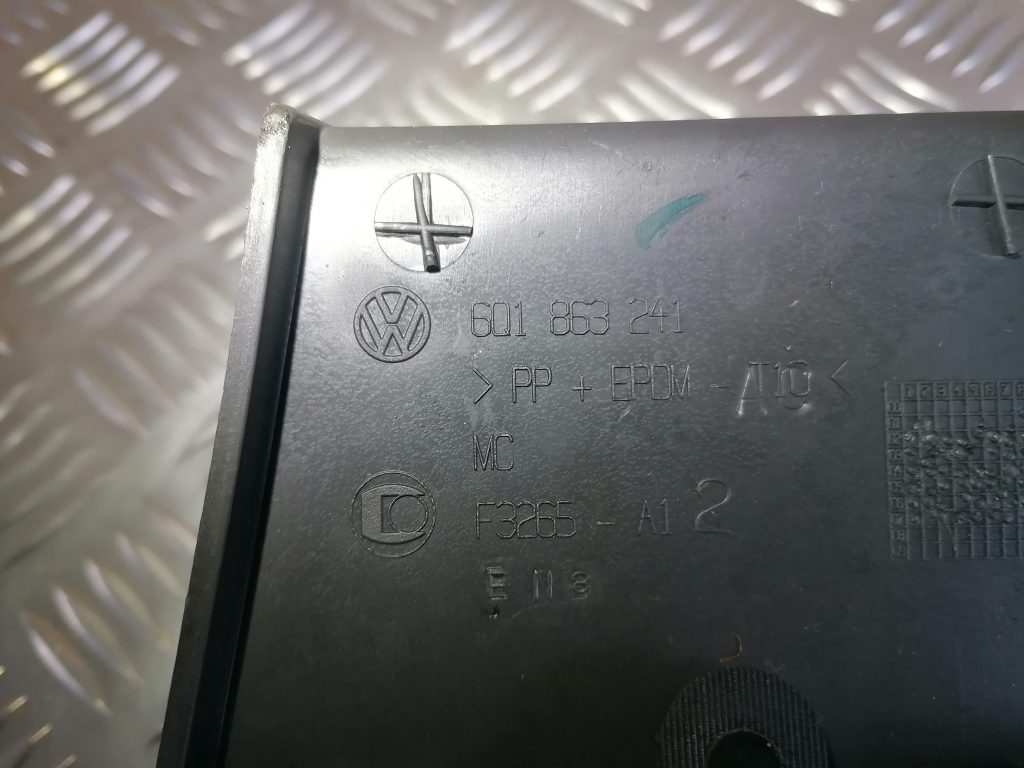 6Q1 863 241
> PP + EPDM - T10 <
MC
F3265 - A1 2